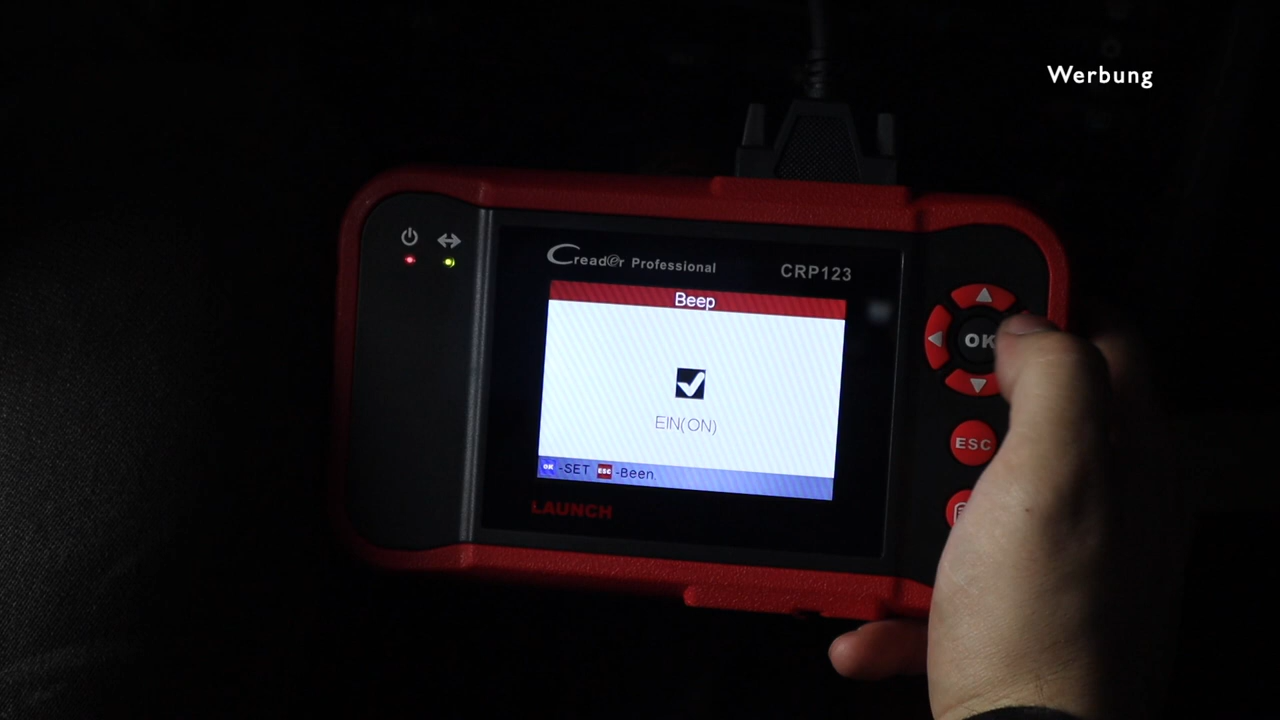 Werbung
Creader Professional CRP123
Beep
EIN(ON)
OK -SET ESC -Been.
LAUNCH
OK
ESC